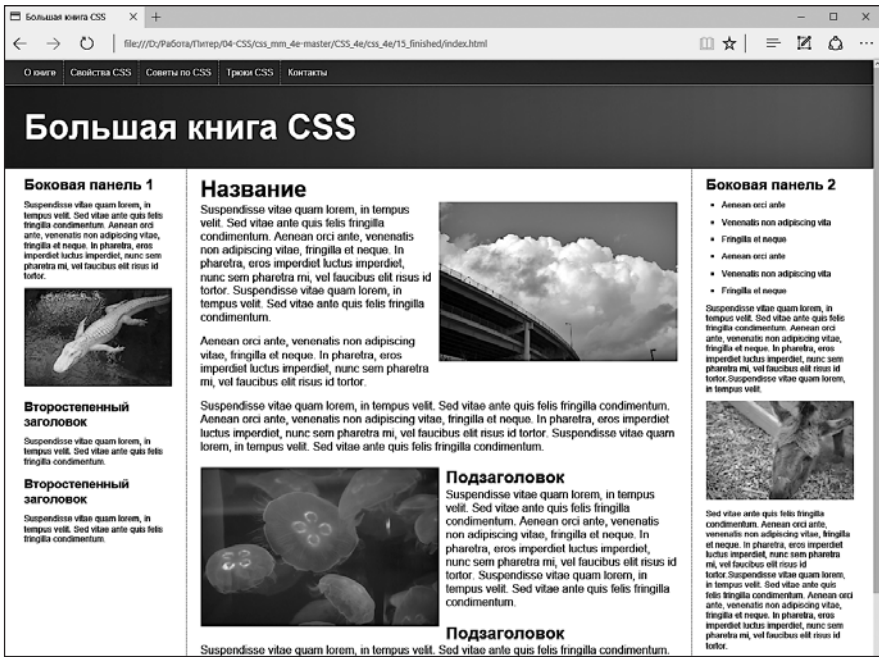 Большая книга CSS
file:///D:/Работа/Питер/04-CSS/css_mm_4e-master/CSS_4e/css_4e/15_finished/index.html
О книге Свойства CSS Советы по CSS Трюки CSS Контакты
Большая книга CSS
Боковая панель 1
Suspendisse vitae quam lorem, in
tempus velit. Sed vitae ante quis felis
fringilla condimentum. Aenean orci
ante, venenatis non adipiscing vitae,
fringilla et neque. In pharetra, eros
imperdiet luctus imperdiet, nunc sem
pharetra mi, vel faucibus elit risus id
tortor.
Второстепенный
заголовок
Suspendisse vitae quam lorem, in
tempus velit. Sed vitae ante quis felis
fringilla condimentum.
Второстепенный
заголовок
Suspendisse vitae quam lorem, in
tempus velit. Sed vitae ante quis felis
fringilla condimentum.
Название
Suspendisse vitae quam lorem, in tempus
velit. Sed vitae ante quis felis fringilla
condimentum. Aenean orci ante, venenatis
non adipiscing vitae, fringilla et neque. In
pharetra, eros imperdiet luctus imperdiet,
nunc sem pharetra mi, vel faucibus elit risus id
tortor. Suspendisse vitae quam lorem, in
tempus velit. Sed vitae ante quis felis fringilla
condimentum.
Aenean orci ante, venenatis non adipiscing
vitae, fringilla et neque. In pharetra, eros
imperdiet luctus imperdiet, nunc sem pharetra
mi, vel faucibus elit risus id tortor.
Suspendisse vitae quam lorem, in tempus velit. Sed vitae ante quis felis fringilla condimentum.
Aenean orci ante, venenatis non adipiscing vitae, fringilla et neque. In pharetra, eros imperdiet
luctus imperdiet, nunc sem pharetra mi, vel faucibus elit risus id tortor. Suspendisse vitae quam
lorem, in tempus velit. Sed vitae ante quis felis fringilla condimentum.
Подзаголовок
Suspendisse vitae quam lorem, in tempus
velit. Sed vitae ante quis felis fringilla
condimentum. Aenean orci ante, venenatis
non adipiscing vitae, fringilla et neque. In
pharetra, eros imperdiet luctus imperdiet,
nunc sem pharetra mi, vel faucibus elit risus id
tortor. Suspendisse vitae quam lorem, in
tempus velit. Sed vitae ante quis felis fringilla
condimentum.
Подзаголовок
Suspendisse vitae quam lorem, in tempus velit. Sed vitae ante quis felis fringilla condimentum.
Боковая панель 2
• Aenean orci ante
• Venenatis non adipiscing vita
• Fringilla et neque
• Aenean orci ante
• Venenatis non adipiscing vita
• Fringilla et neque
Suspendisse vitae quam lorem, in
tempus velit. Sed vitae ante quis felis
fringilla condimentum. Aenean orci
ante, venenatis non adipiscing vitae,
fringilla et neque. In pharetra, eros
imperdiet luctus imperdiet, nunc sem
pharetra mi, vel faucibus elit risus id
tortor.Suspendisse vitae quam lorem,
in tempus velit.
Sed vitae ante quis felis fringilla
condimentum. Aenean orci ante,
venenatis non adipiscing vitae, fringilla
et neque. In pharetra, eros imperdiet
luctus imperdiet, nunc sem pharetra
mi, vel faucibus elit risus id
tortor.Suspendisse vitae quam lorem,
in tempus velit. Sed vitae ante quis
felis fringilla condimentum. Aenean orci
ante, venenatis non adipiscing vitae,
fringilla et neque. In pharetra, eros
imperdiet luctus imperdiet, nunc sem
pharetra mi, vel faucibus elit risus id
tortor.